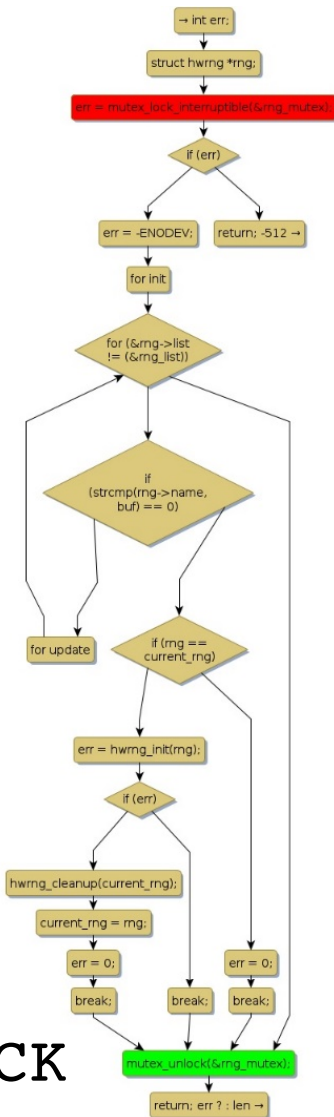 → int err;
struct hwrng *rng;
err = mutex_lock_interruptible(&rng_mutex);
if (err)
err = -ENODEV;
return; -512 →
for init
for (&rng->list
!= (&rng_list))
if
(strcmp(rng->name,
buf) == 0)
for update
if (rng ==
current_rng)
err = hwrng_init(rng);
if (err)
hwrng_cleanup(current_rng);
current_rng = rng;
err = 0;
err = 0;
break;
break;
break;
CK
mutex_unlock(&rng_mutex);
return; err ? : len →